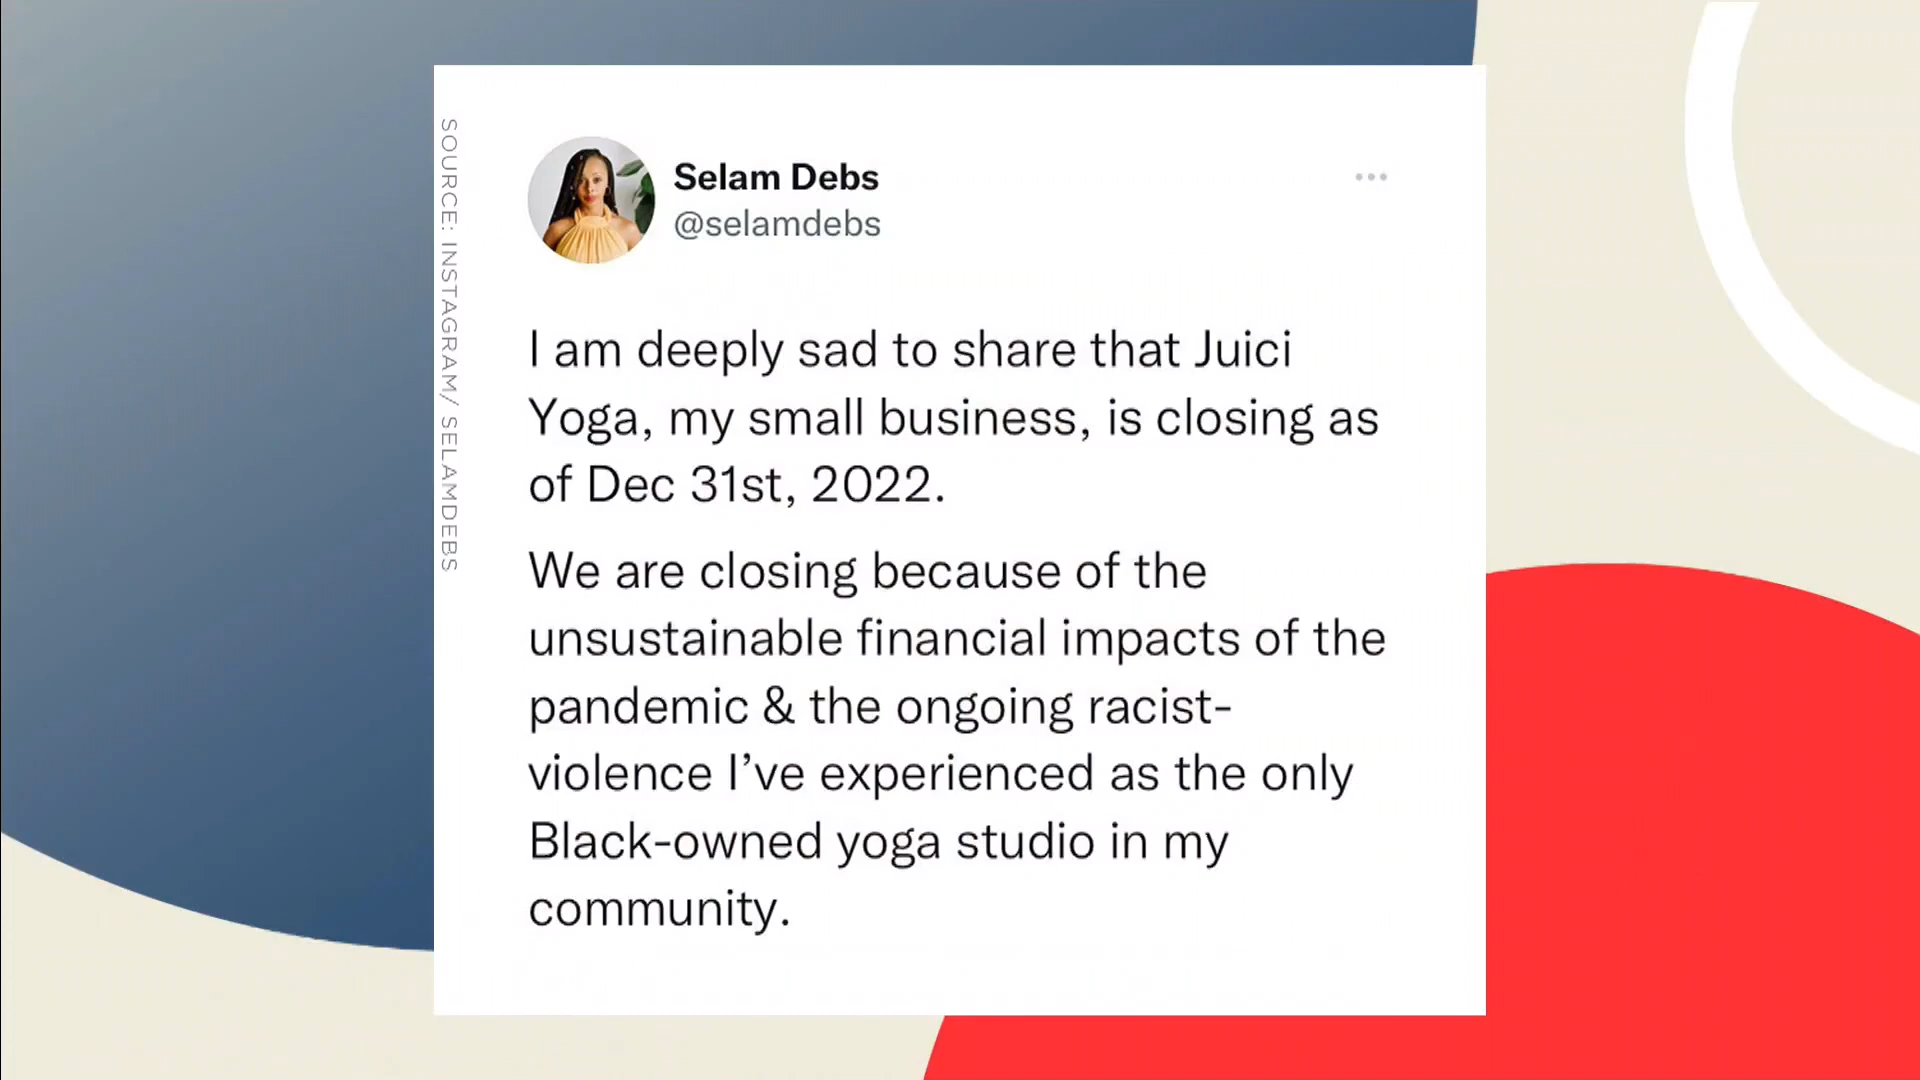 SOURCE: INSTAGRAM/ SELAMDEBS
Selam Debs
@selamdebs
I am deeply sad to share that Juici
Yoga, my small business, is closing as
of Dec 31st, 2022.
We are closing because of the
unsustainable financial impacts of the
pandemic & the ongoing racist-
violence I’ve experienced as the only
Black-owned yoga studio in my
community.